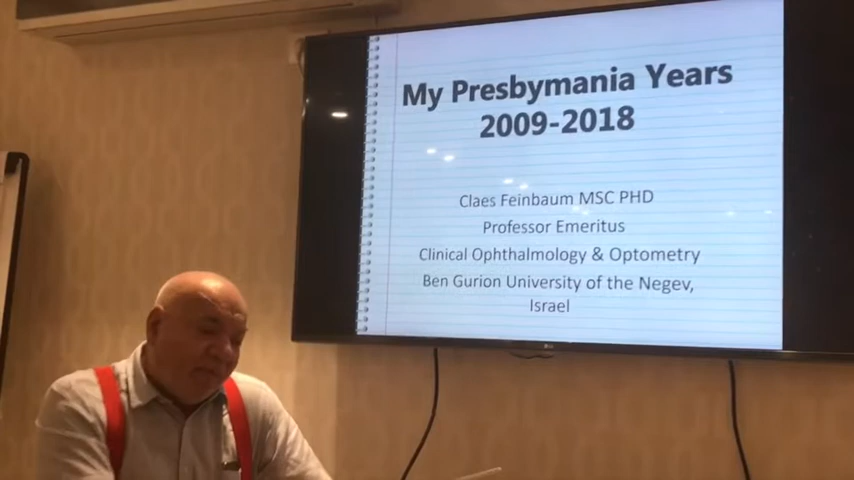 My Presbymania Years
2009-2018
Claes Feinbaum MSC PHD
Professor Emeritus
Clinical Ophthalmology & Optometry
Ben Gurion University of the Negev,
Israel
LG